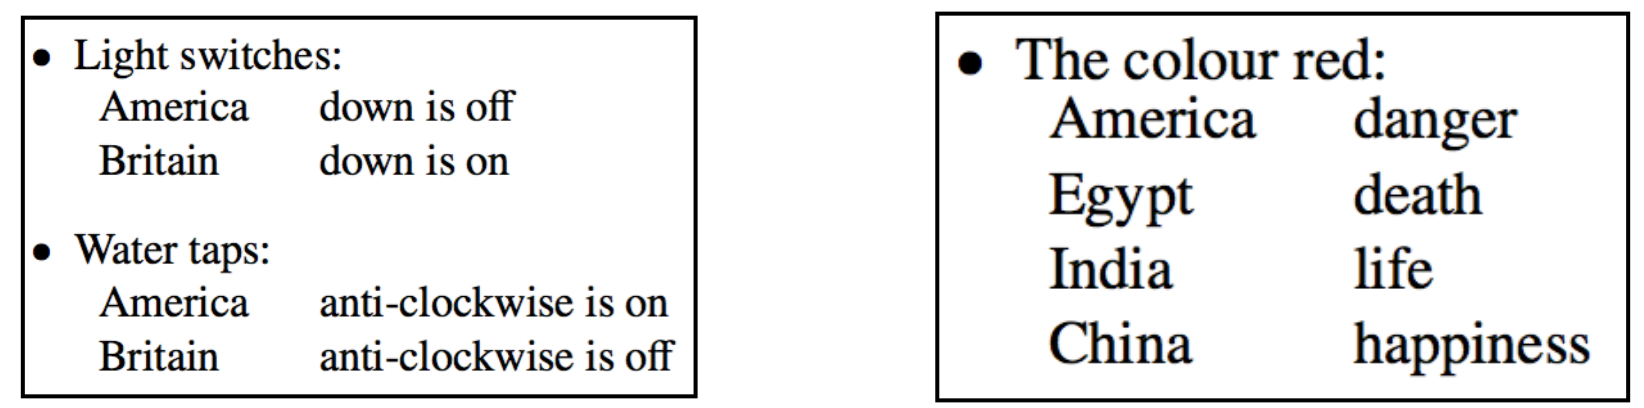 • Light switches:
America down is off
Britain down is on
• Water taps:
America anti-clockwise is on
Britain anti-clockwise is off
• The colour red:
America danger
Egypt death
India life
China happiness